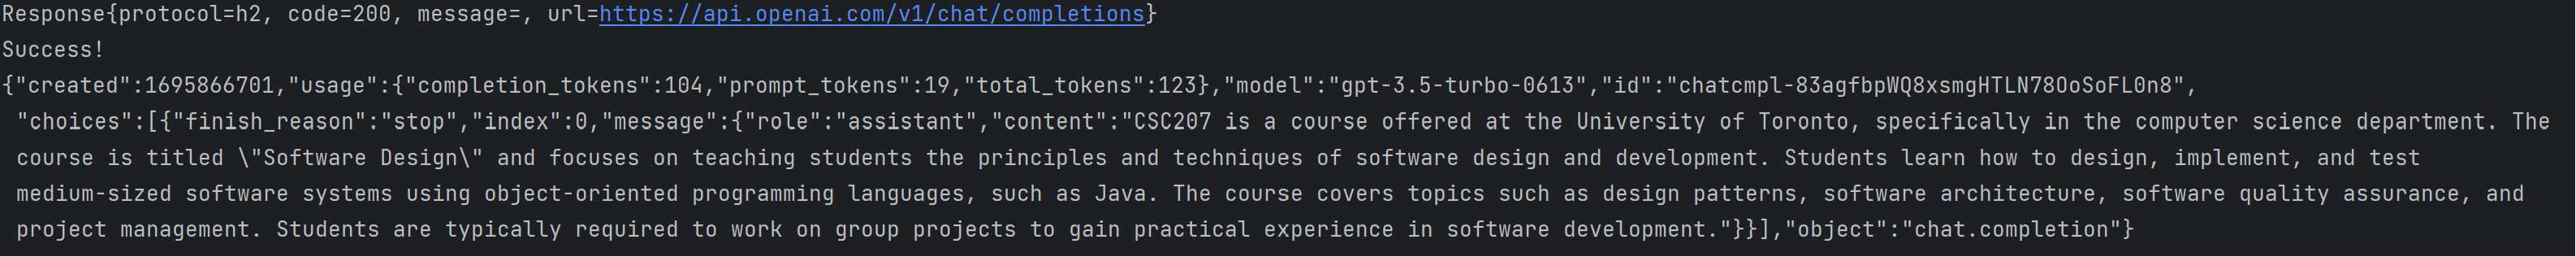 Response{protocol=h2, code=200, message=, url=https://api.openai.com/v1/chat/completions}
Success!
{"created":1695866701,"usage":{"completion_tokens":104,"prompt_tokens":19,"total_tokens":123},"model":"gpt-3.5-turbo-0613","id":"chatcmpl-83agfbpWQ8xsmgHTLN78OoSoFL0n8",
"choices":[{"finish_reason":"stop","index":0,"message":{"role":"assistant","content":"CSC207 is a course offered at the University of Toronto, specifically in the computer science department. The
course is titled \"Software Design\" and focuses on teaching students the principles and techniques of software design and development. Students learn how to design, implement, and test
medium-sized software systems using object-oriented programming languages, such as Java. The course covers topics such as design patterns, software architecture, software quality assurance, and
project management. Students are typically required to work on group projects to gain practical experience in software development."}}],"object":"chat.completion"}